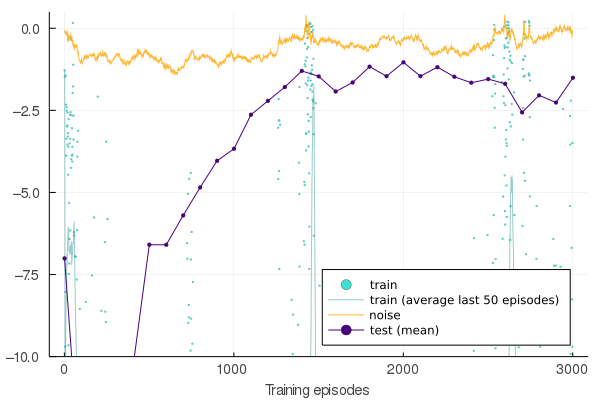 0.0
−2.5
−5.0
−7.5
−10.0
train
train (average last 50 episodes)
noise
test (mean)
0 1000 2000 3000
Training episodes